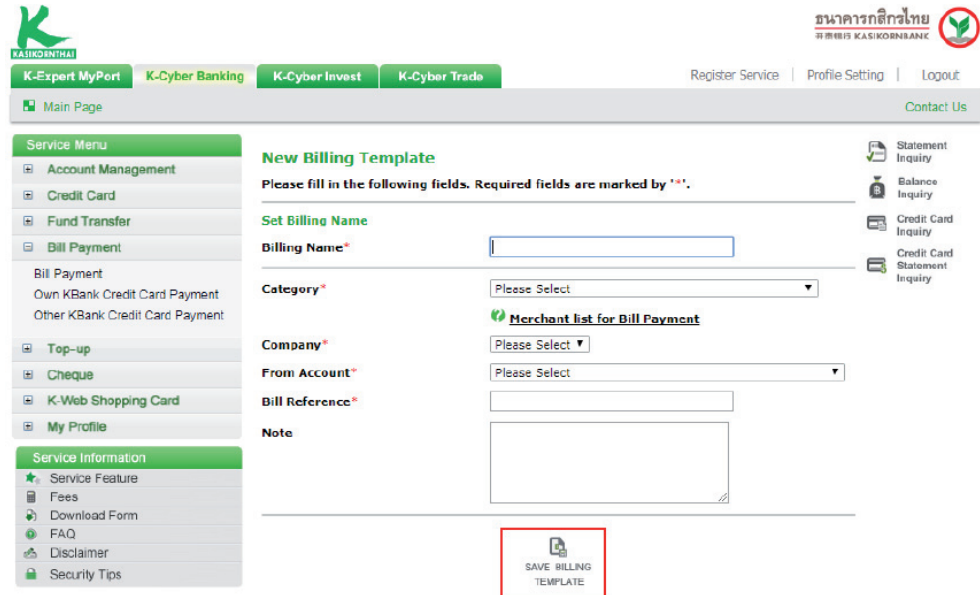 KASIKORNTHAI
ธนาคารกสิกรไทย
开泰银行 KASIKORNBANK
K-Expert MyPort
K-Cyber Banking
K-Cyber Invest
K-Cyber Trade
Register Service | Profile Setting | Logout
Main Page
Contact Us
Service Menu
Account Management
Credit Card
Fund Transfer
Bill Payment
Bill Payment
Own KBank Credit Card Payment
Other KBank Credit Card Payment
Top-up
Cheque
K-Web Shopping Card
My Profile
Service Information
Service Feature
Fees
Download Form
FAQ
Disclaimer
Security Tips
New Billing Template
Please fill in the following fields. Required fields are marked by '*'.
Set Billing Name
Billing Name*
Category* Please Select
Merchant list for Bill Payment
Company* Please Select
From Account* Please Select
Bill Reference*
Note
SAVE BILLING
TEMPLATE
Statement
Inquiry
Balance
Inquiry
Credit Card
Inquiry
Credit Card
Statement
Inquiry